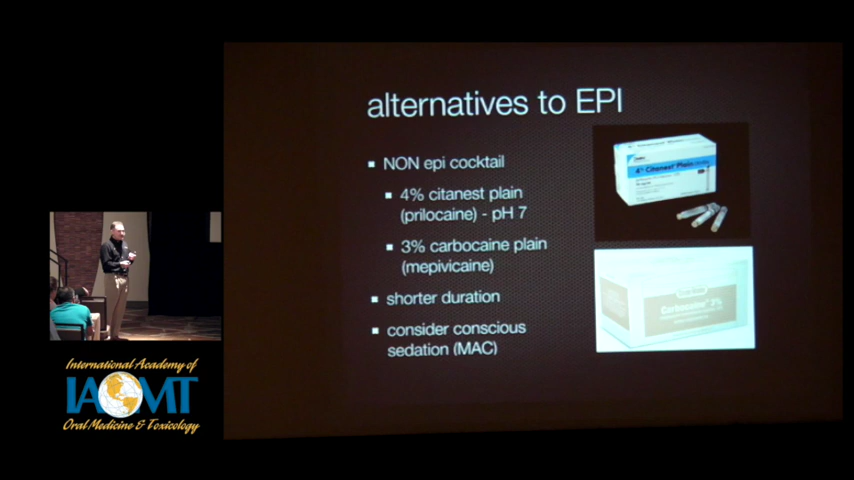 alternatives to EPI
NON epi cocktail
4% citanest plain
(prilocaine) - pH 7
3% carbocaine plain
(mepivicaine)
shorter duration
consider conscious
sedation (MAC)
4% Citanest Plain
Carbocaine 3%
International Academy of
IAOMT
Oral Medicine & Toxicology